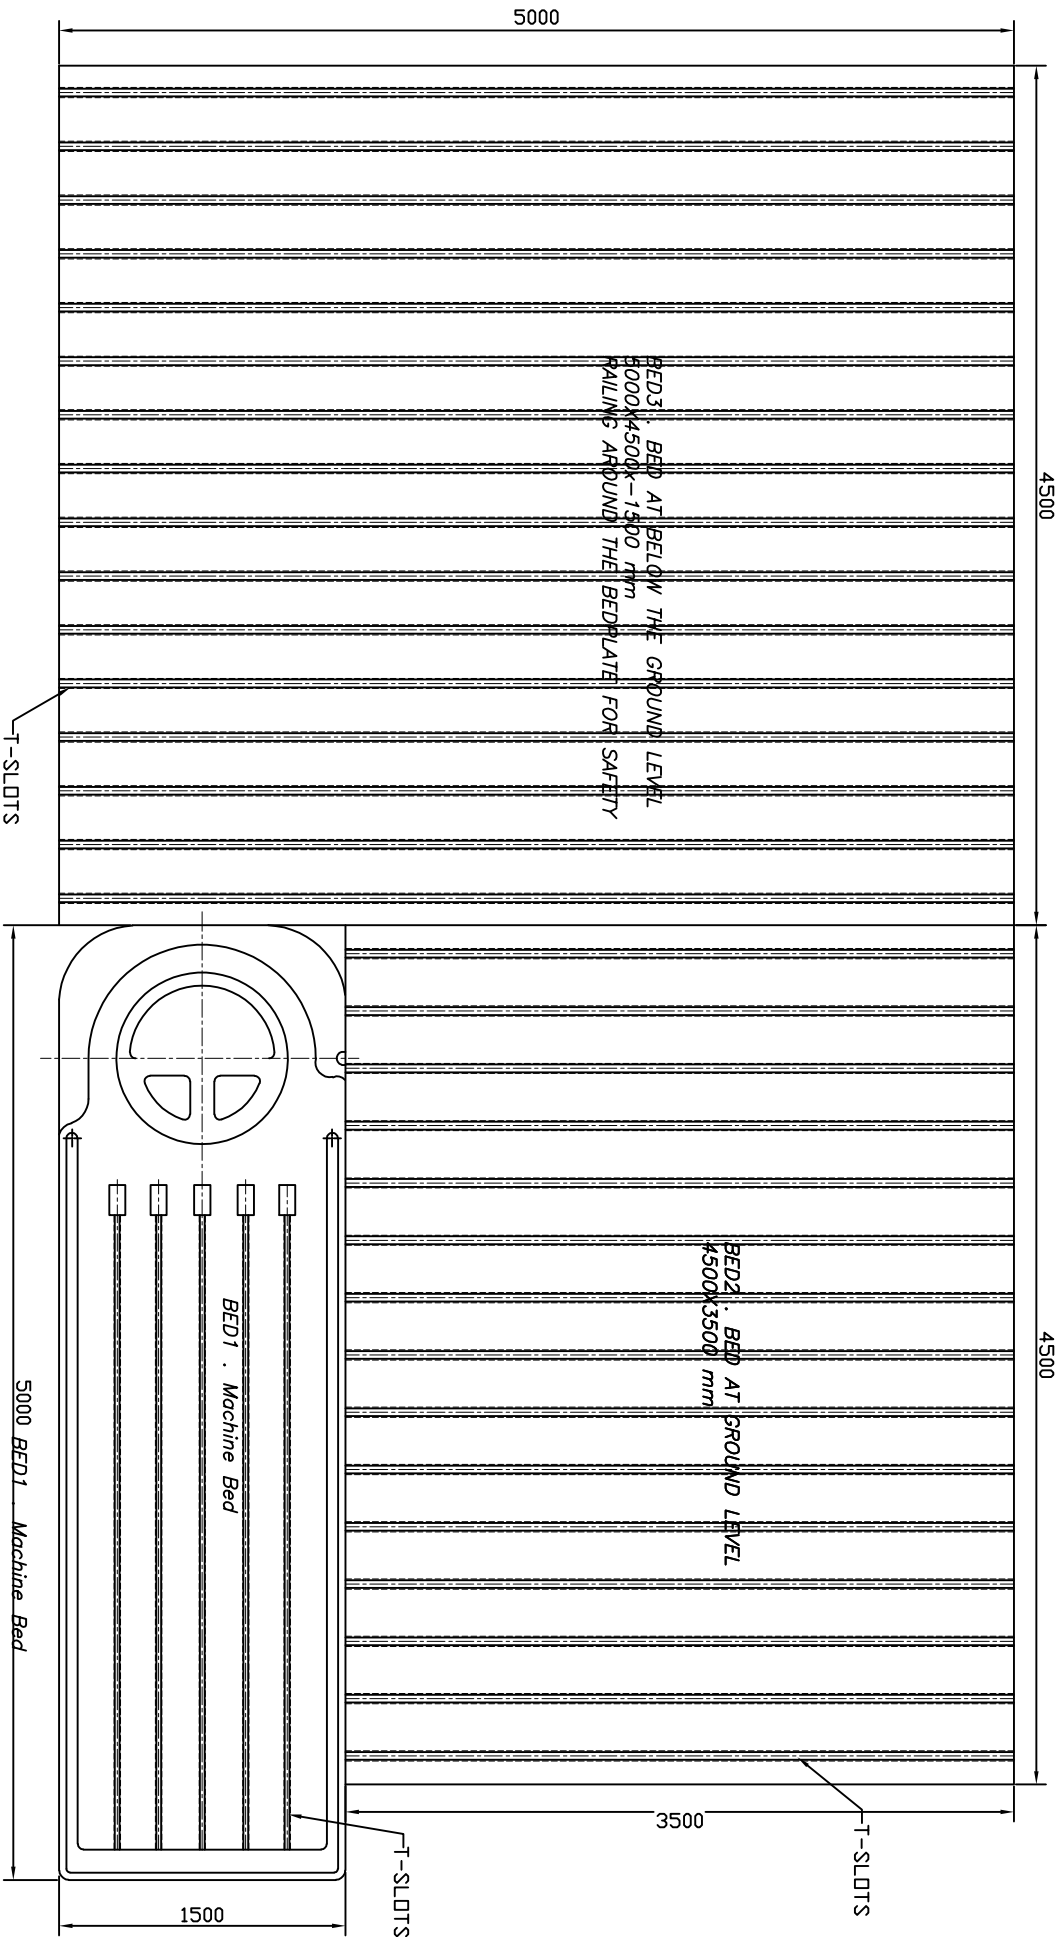 5000
4500
4500
BED3 . BED AT BELOW THE GROUND LEVEL
5000X4500x-1500 mm
RAILING AROUND THE BEDPLATE FOR SAFETY
T-SLOTS
BED2 . BED AT GROUND LEVEL
4500X3500 mm
3500
T-SLOTS
BED1 . Machine Bed
T-SLOTS
1500
5000 BED1 . Machine Bed